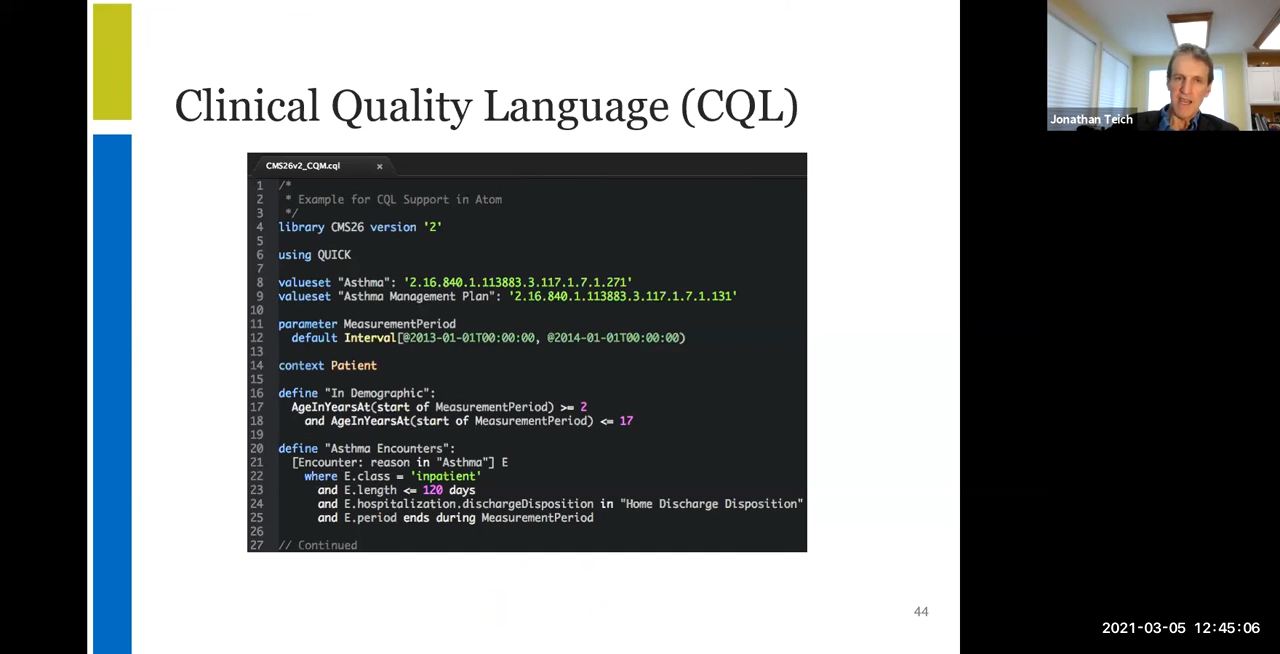 Clinical Quality Language (CQL)
CMS26v2_CQM.cql ×
1 /*
2 * Example for CQL Support in Atom
3 */
4 library CMS26 version '2'
5
6 using QUICK
7
8 valueset "Asthma": '2.16.840.1.113883.3.117.1.7.1.271'
9 valueset "Asthma Management Plan": '2.16.840.1.113883.3.117.1.7.1.131'
10
11 parameter MeasurementPeriod
12 default Interval[@2013-01-01T00:00:00, @2014-01-01T00:00:00)
13
14 context Patient
15
16 define "In Demographic":
17 AgeInYearsAt(start of MeasurementPeriod) >= 2
18 and AgeInYearsAt(start of MeasurementPeriod) <= 17
19
20 define "Asthma Encounters":
21 [Encounter: reason in "Asthma"] E
22 where E.class = 'inpatient'
23 and E.length <= 120 days
24 and E.hospitalization.dischargeDisposition in "Home Discharge Disposition"
25 and E.period ends during MeasurementPeriod
26
27 // Continued
44
Jonathan Teich
2021-03-05 12:45:06